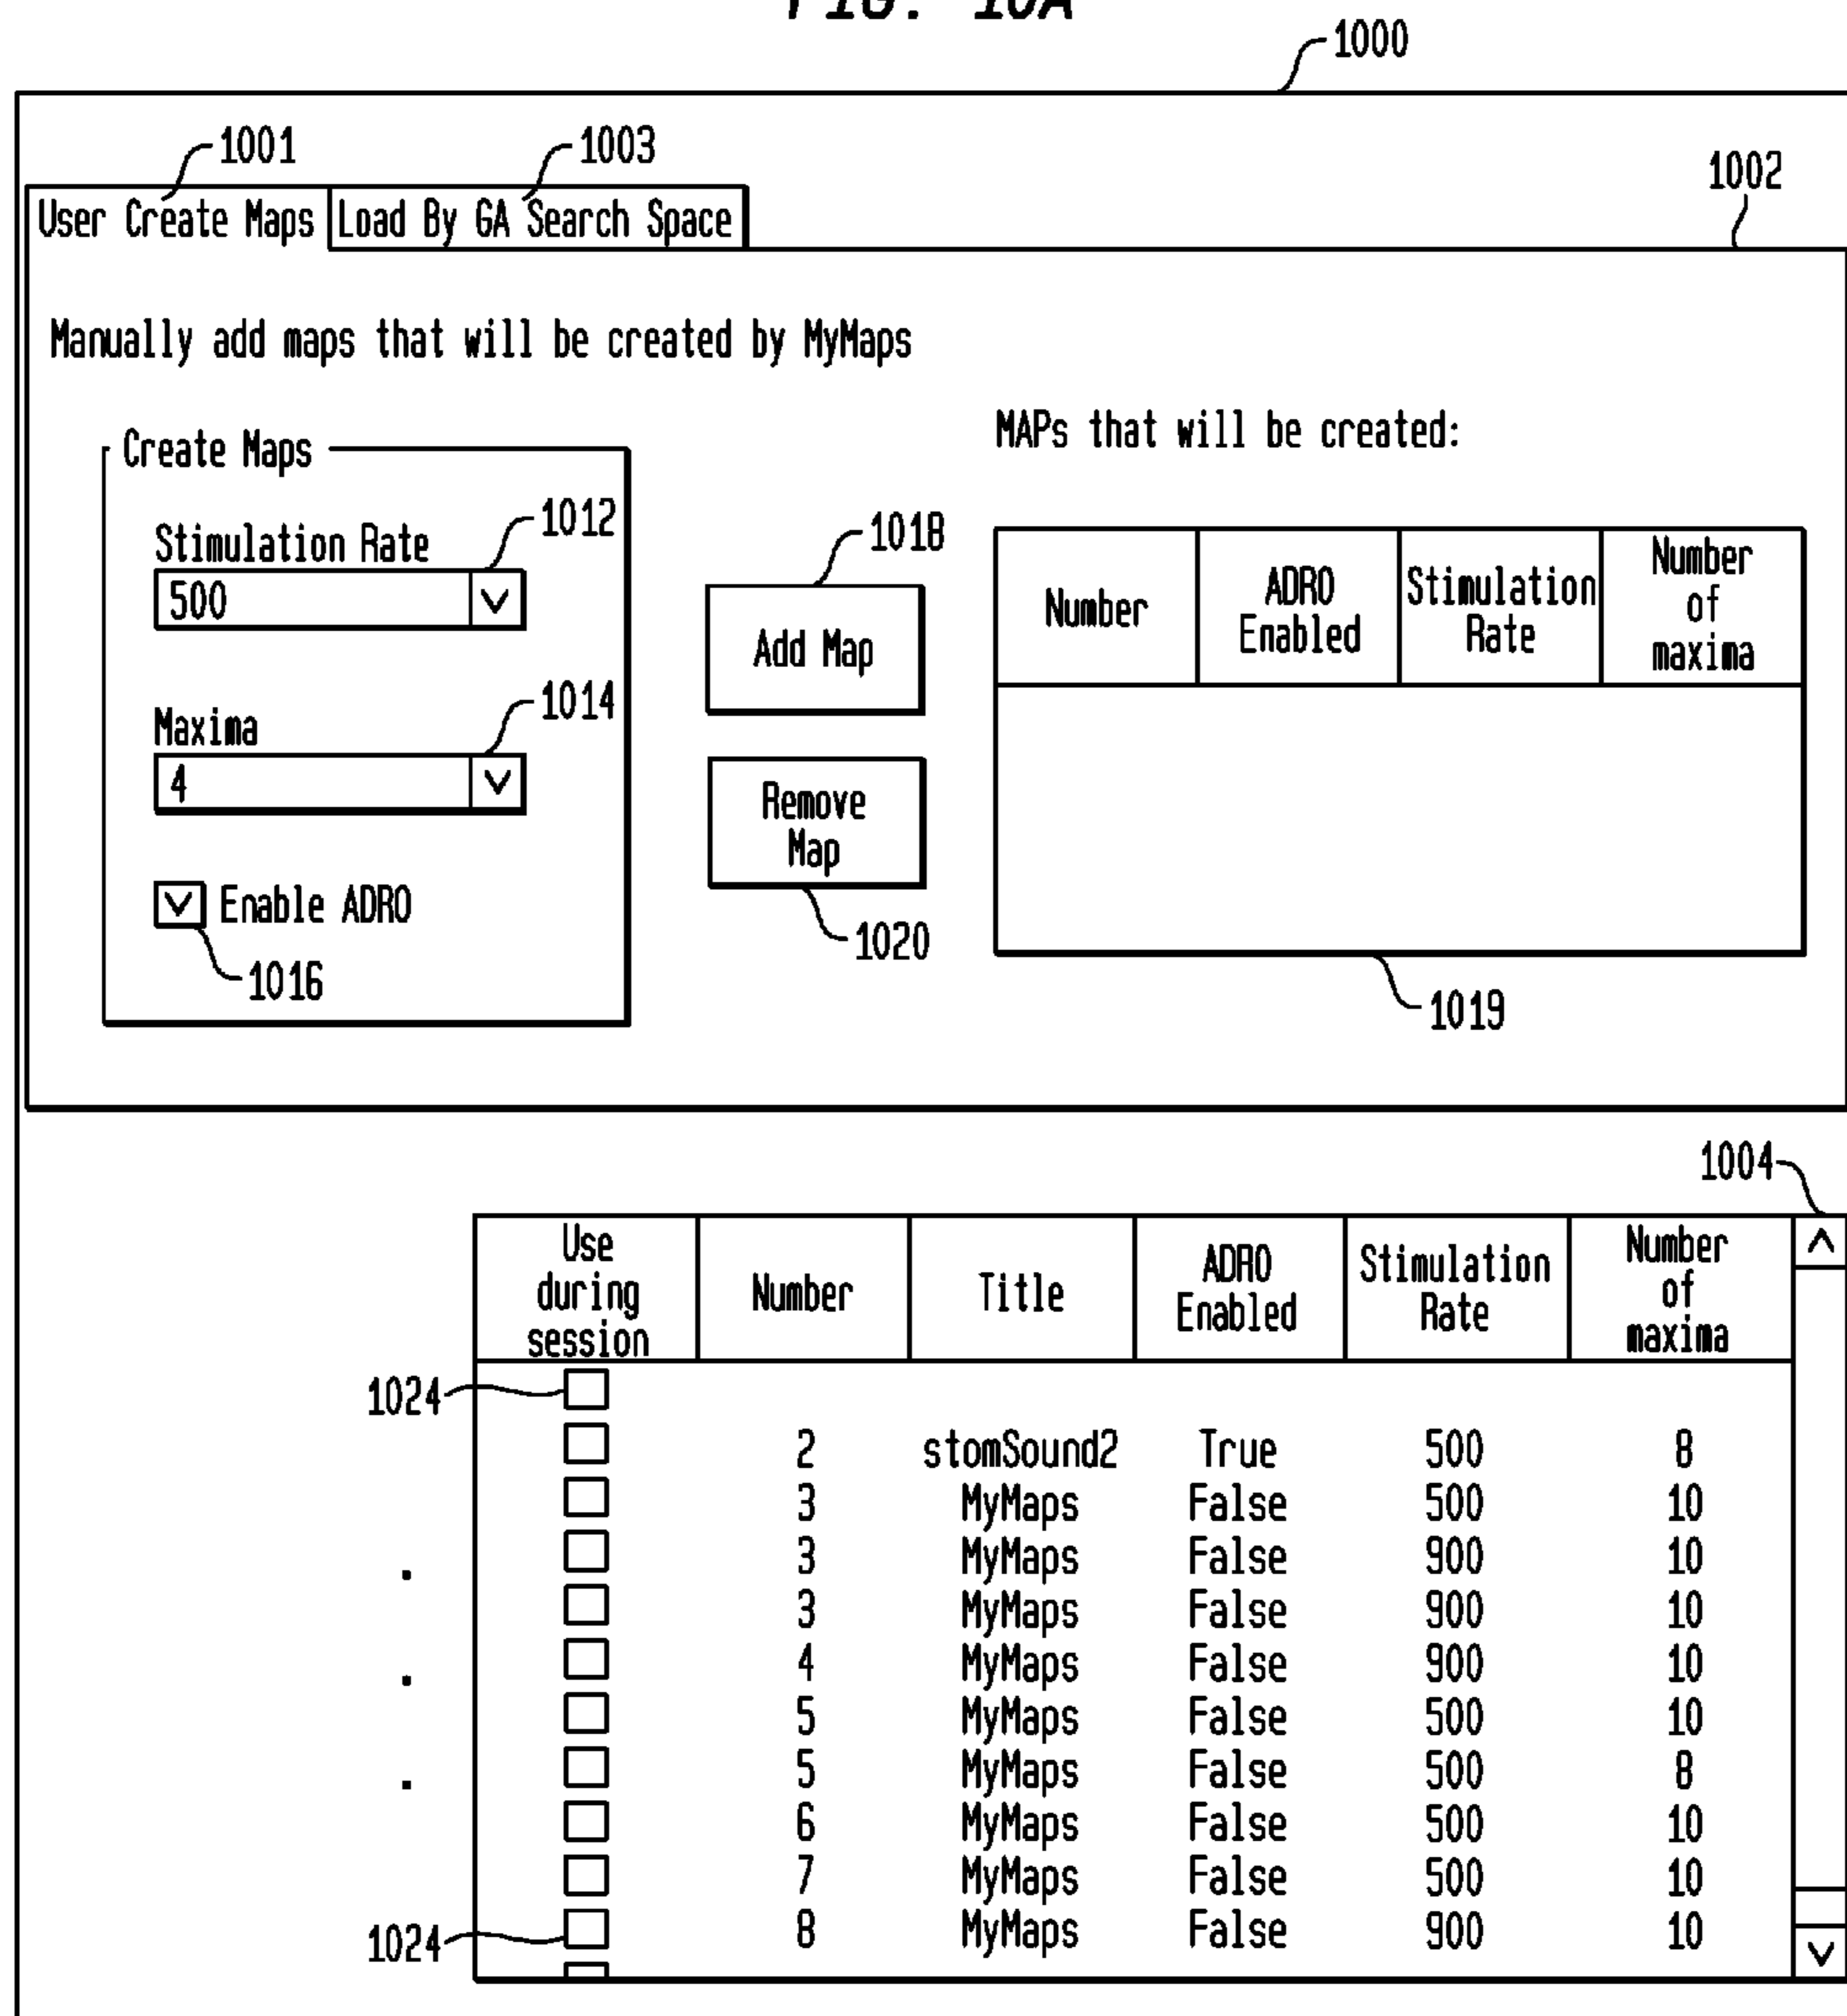 FIG. 10A
1000
1001
1003
1002
User Create Maps Load By GA Search Space
Manually add maps that will be created by MyMaps
MAPs that will be created:
Create Maps
Stimulation Rate
1012
500
Maxima
1014
4
Enable ADRO
1016
1018
Add Map
Remove
Map
1020
Number ADRO Enabled Stimulation Rate Number of maxima
1019
1004
Use during session Number Title ADRO Enabled Stimulation Rate Number of maxima
1024
2 stomSound2 True 500 8
3 MyMaps False 500 10
3 MyMaps False 900 10
3 MyMaps False 900 10
4 MyMaps False 900 10
5 MyMaps False 500 10
5 MyMaps False 500 8
6 MyMaps False 500 10
7 MyMaps False 500 10
8 MyMaps False 900 10
1024